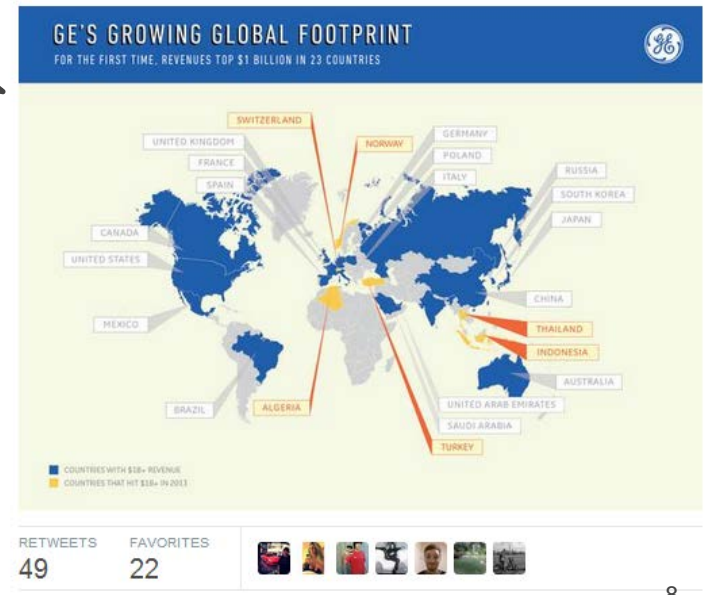 GE'S GROWING GLOBAL FOOTPRINT
FOR THE FIRST TIME, REVENUES TOP $1 BILLION IN 23 COUNTRIES
SWITZERLAND
UNITED KINGDOM
FRANCE
SPAIN
NORWAY
GERMANY
POLAND
ITALY
RUSSIA
SOUTH KOREA
JAPAN
CANADA
UNITED STATES
MEXICO
CHINA
THAILAND
INDONESIA
AUSTRALIA
BRAZIL
ALGERIA
UNITED ARAB EMIRATES
SAUDI ARABIA
TURKEY
COUNTRIES WITH $1B+ REVENUE
COUNTRIES THAT HIT $1B+ IN 2013
RETWEETS FAVORITES
49 22